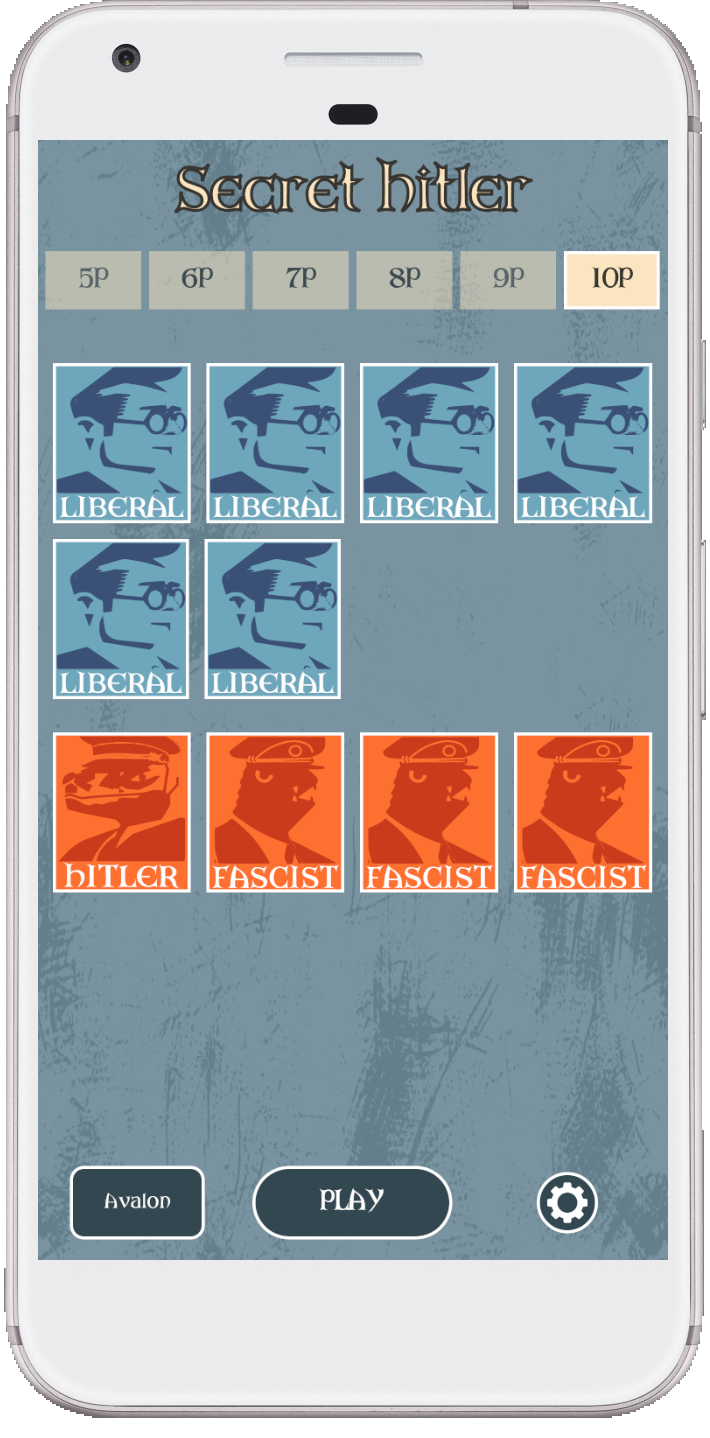 Secret hitler
5P 6P 7P 8P 9P 10P
LIBERAL LIBERAL LIBERAL LIBERAL
LIBERAL LIBERAL
hITLER FASCIST FASCIST FASCIST
Avalon PLAY